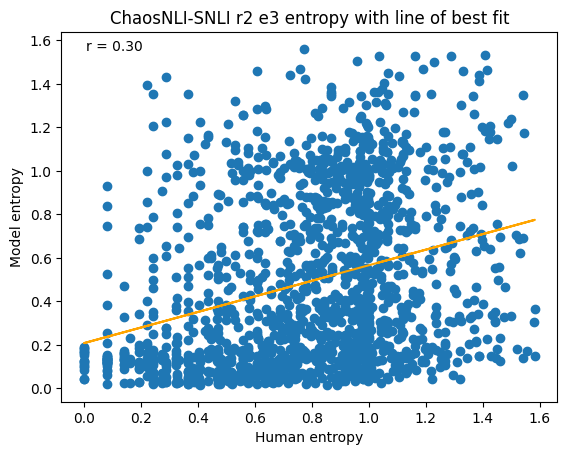 ChaosNLI-SNLI r2 e3 entropy with line of best fit
r = 0.30
Model entropy
1.6
1.4
1.2
1.0
0.8
0.6
0.4
0.2
0.0
0.0 0.2 0.4 0.6 0.8 1.0 1.2 1.4 1.6
Human entropy